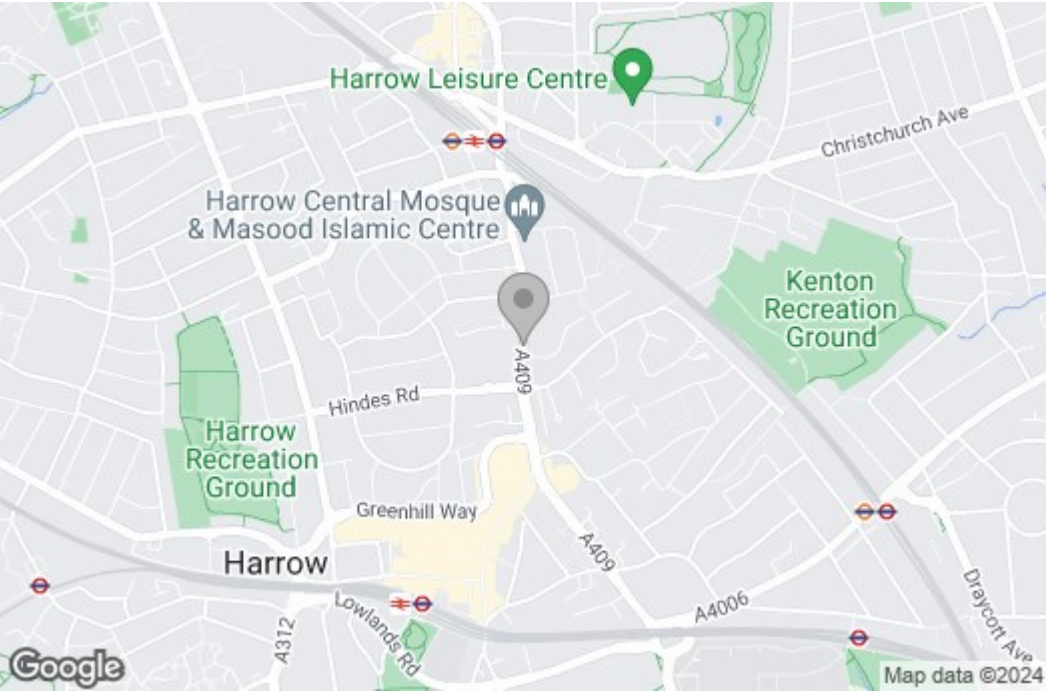 Harrow Leisure Centre
Christchurch Ave
Harrow Central Mosque
& Masood Islamic Centre
Kenton
Recreation
Ground
A409
Hindes Rd
Harrow
Recreation
Ground
Greenhill Way
A409
Harrow
Lowlands Rd
A312
A4006
Draycott Ave
Google
Map data ©2024